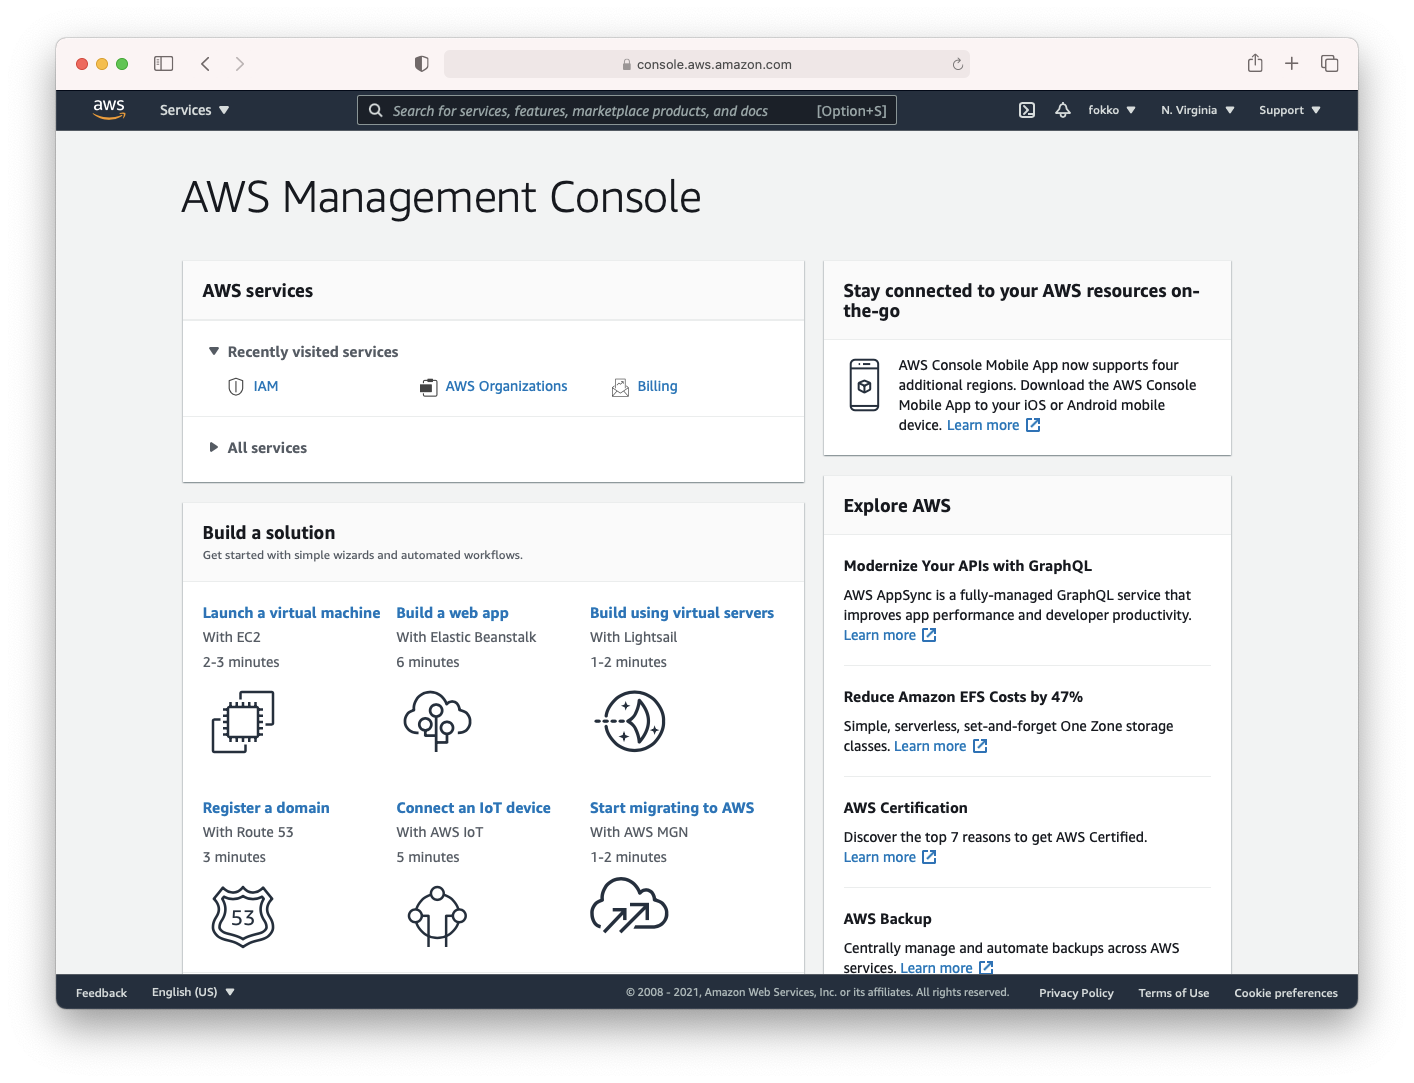 console.aws.amazon.com
aws
Services
Search for services, features, marketplace products, and docs
[Option+S]
fokko
N. Virginia
Support
AWS Management Console
AWS services
Recently visited services
IAM
AWS Organizations
Billing
All services
Build a solution
Get started with simple wizards and automated workflows.
Launch a virtual machine
With EC2
2-3 minutes
Build a web app
With Elastic Beanstalk
6 minutes
Build using virtual servers
With Lightsail
1-2 minutes
Register a domain
With Route 53
3 minutes
53
Connect an IoT device
With AWS IoT
5 minutes
Start migrating to AWS
With AWS MGN
1-2 minutes
Stay connected to your AWS resources on-
the-go
AWS Console Mobile App now supports four
additional regions. Download the AWS Console
Mobile App to your iOS or Android mobile
device. Learn more
Explore AWS
Modernize Your APIs with GraphQL
AWS AppSync is a fully-managed GraphQL service that
improves app performance and developer productivity.
Learn more
Reduce Amazon EFS Costs by 47%
Simple, serverless, set-and-forget One Zone storage
classes. Learn more
AWS Certification
Discover the top 7 reasons to get AWS Certified.
Learn more
AWS Backup
Centrally manage and automate backups across AWS
services. Learn more
Feedback
English (US)
© 2008 - 2021, Amazon Web Services, Inc. or its affiliates. All rights reserved.
Privacy Policy
Terms of Use
Cookie preferences